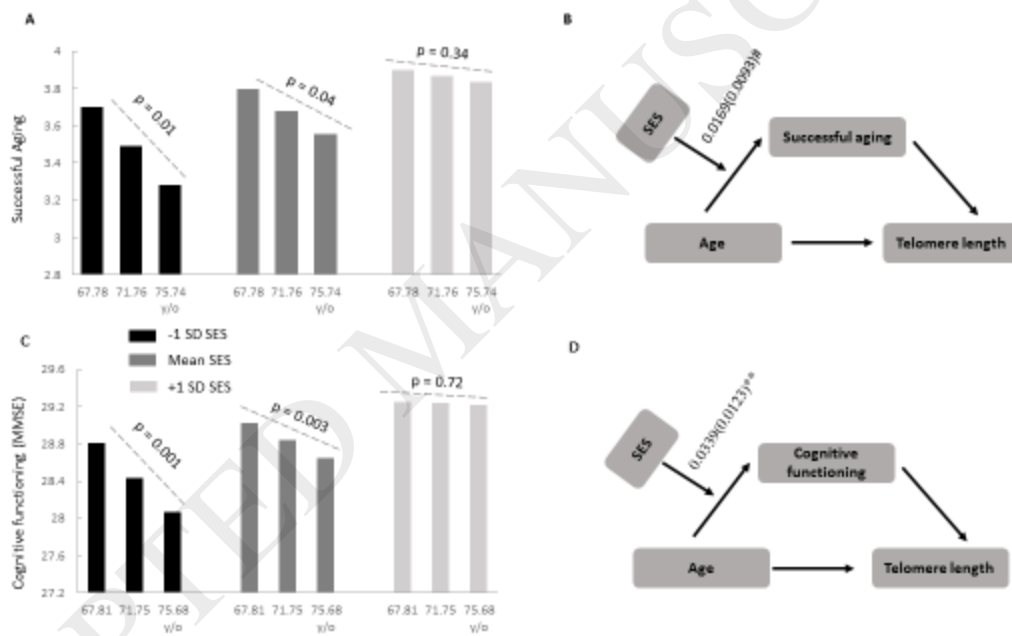 A
Successful Aging
4
3.8
3.6
3.4
3.2
3
2.8
p = 0.01
p = 0.04
p = 0.34
67.78 71.76 75.74
y/o
67.78 71.76 75.74
y/o
67.78 71.76 75.74
y/o
B
SES
0.0169(0.0093)#
Successful aging
Age
Telomere length
C
-1 SD SES
Mean SES
+1 SD SES
Cognitive functioning (MMSE)
29.6
29.2
28.8
28.4
28
27.6
27.2
p = 0.001
p = 0.003
p = 0.72
67.81 71.75 75.68
y/o
67.81 71.75 75.68
y/o
67.81 71.75 75.68
y/o
D
SES
0.0339(0.0123)**
Cognitive
functioning
Age
Telomere length
PTED MANUSC